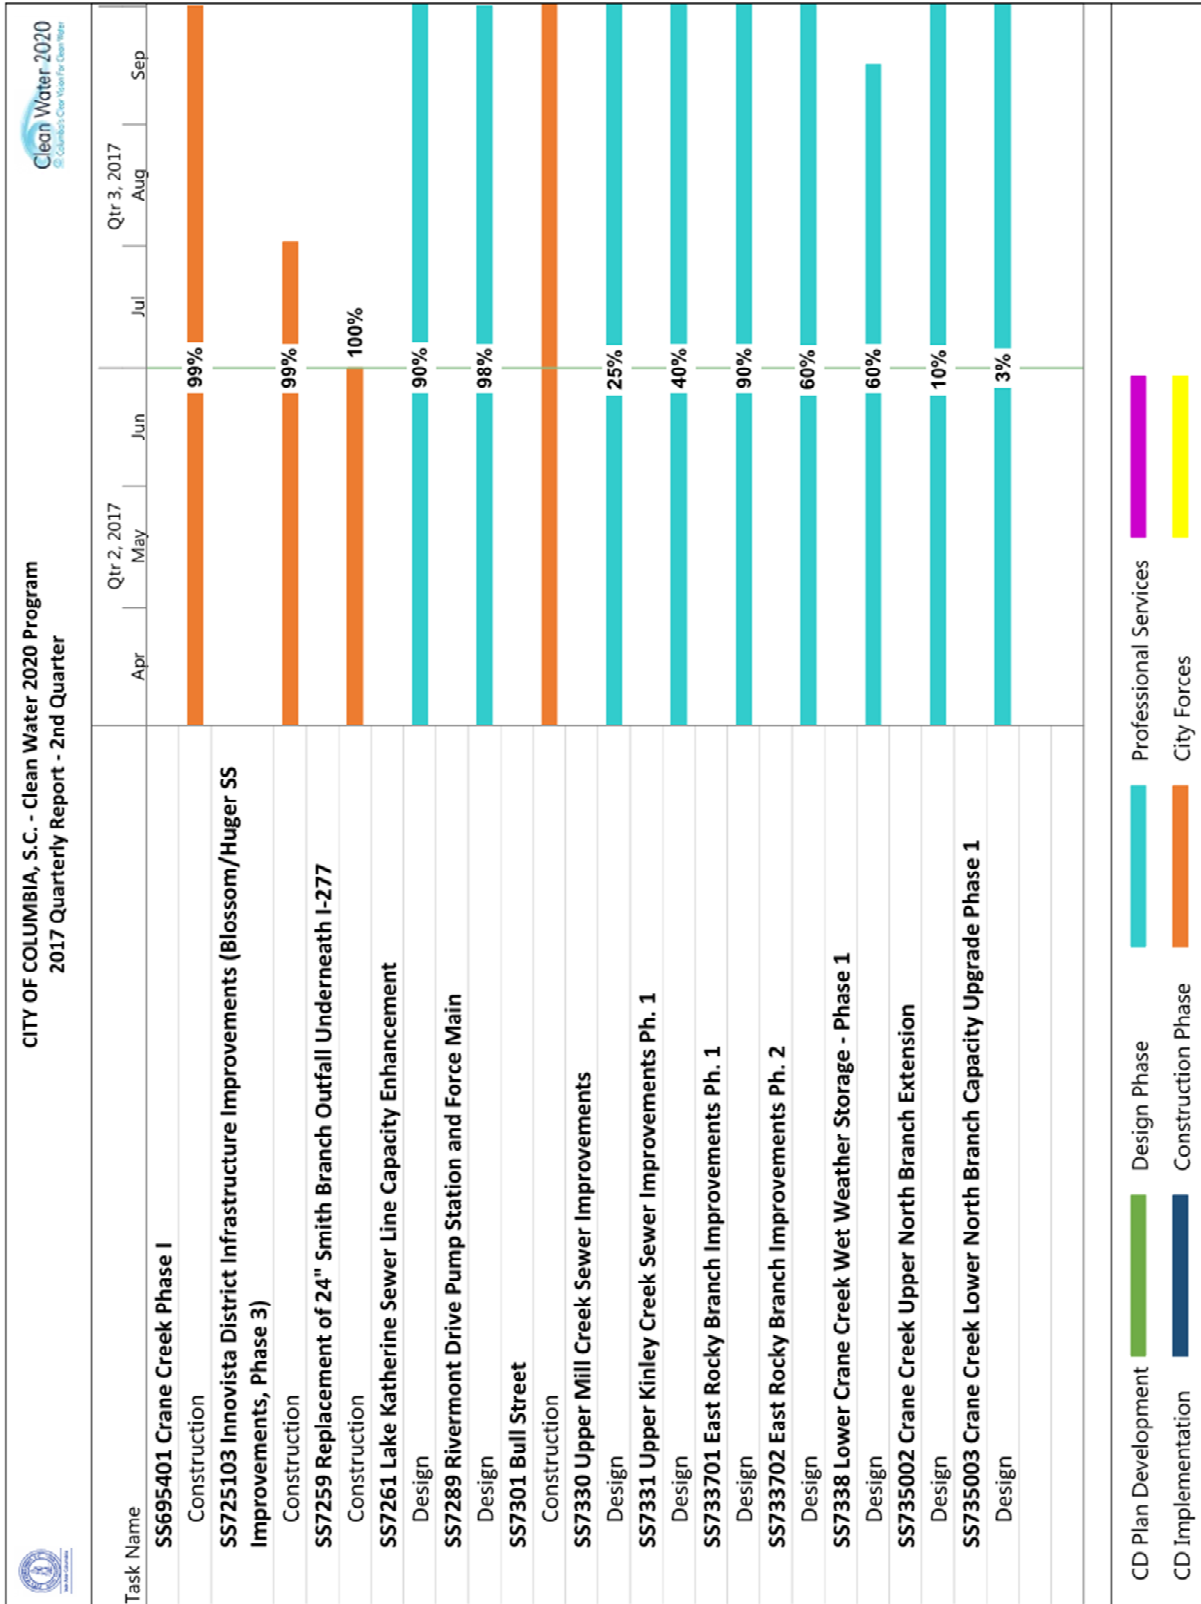 CITY OF COLUMBIA, S.C. - Clean Water 2020 Program
2017 Quarterly Report - 2nd Quarter
Clean Water 2020
Columbia's Clear Vision For Clean Water
Task Name
Qtr 2, 2017
Qtr 3, 2017
Apr
May
Jun
Jul
Aug
Sep
SS695401 Crane Creek Phase I
Construction
99%
SS725103 Innovista District Infrastructure Improvements (Blossom/Huger SS
Improvements, Phase 3)
Construction
99%
SS7259 Replacement of 24" Smith Branch Outfall Underneath I-277
Construction
100%
SS7261 Lake Katherine Sewer Line Capacity Enhancement
Design
90%
SS7289 Rivermont Drive Pump Station and Force Main
Design
98%
SS7301 Bull Street
Construction
SS7330 Upper Mill Creek Sewer Improvements
Design
25%
SS7331 Upper Kinley Creek Sewer Improvements Ph. 1
Design
40%
SS733701 East Rocky Branch Improvements Ph. 1
Design
90%
SS733702 East Rocky Branch Improvements Ph. 2
Design
60%
SS7338 Lower Crane Creek Wet Weather Storage - Phase 1
Design
60%
SS735002 Crane Creek Upper North Branch Extension
Design
10%
SS735003 Crane Creek Lower North Branch Capacity Upgrade Phase 1
Design
3%
CD Plan Development
Design Phase
Professional Services
CD Implementation
Construction Phase
City Forces